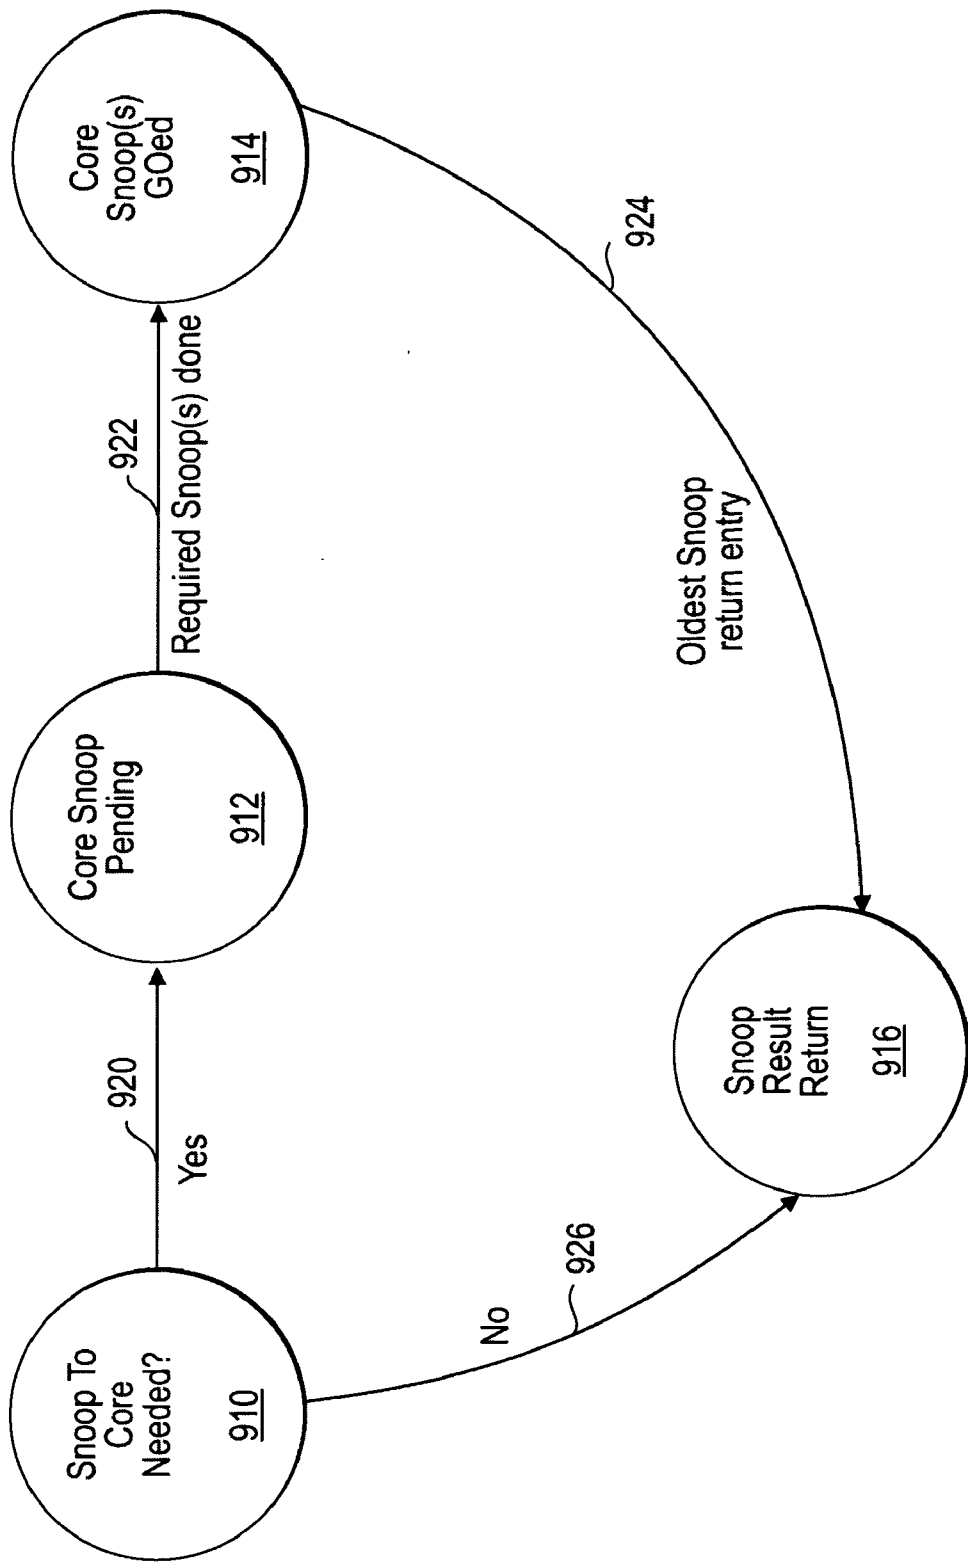 Snoop To
Core
Needed?
910
920
Yes
Core Snoop
Pending
912
922
Required Snoop(s) done
Core
Snoop(s)
GOed
914
No
926
Snoop
Result
Return
916
Oldest Snoop
return entry
924